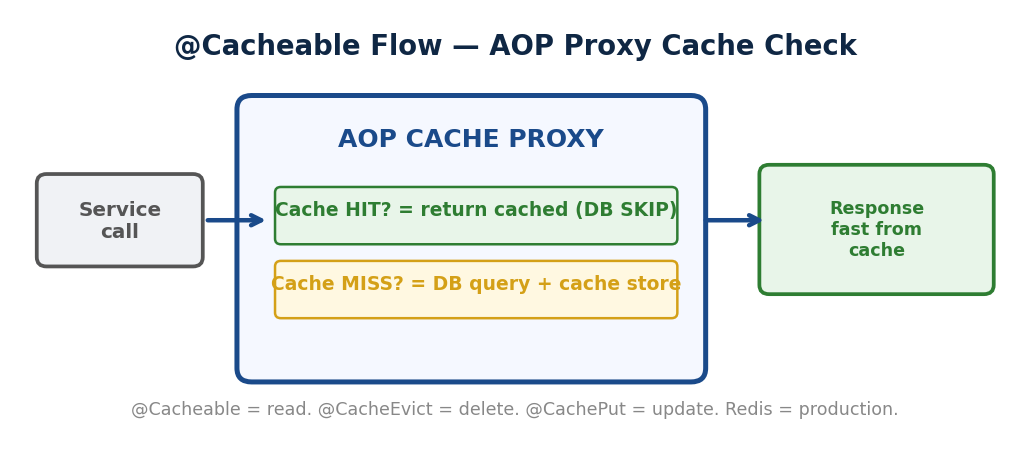 @Cacheable Flow — AOP Proxy Cache Check
AOP CACHE PROXY
Service
call
Cache HIT? = return cached (DB SKIP)
Cache MISS? = DB query + cache store
Response
fast from
cache
@Cacheable = read. @CacheEvict = delete. @CachePut = update. Redis = production.